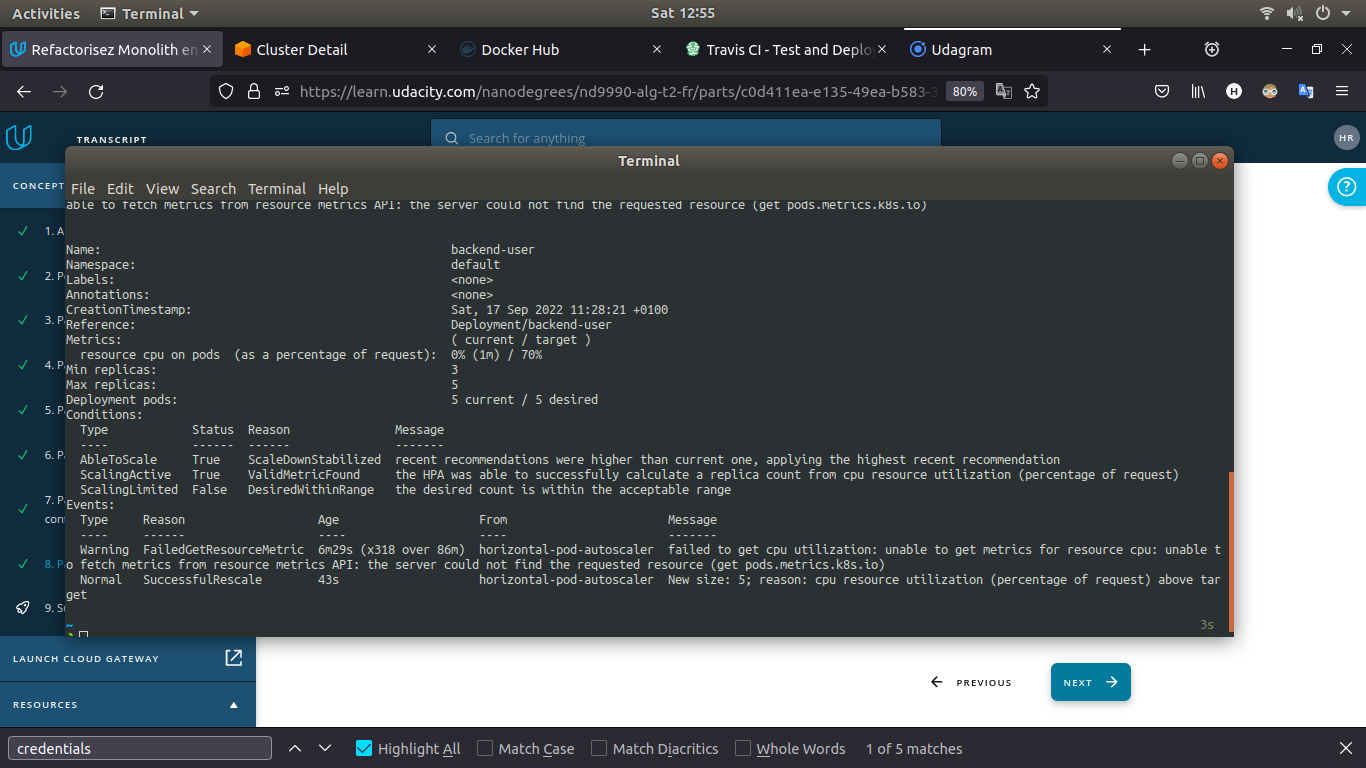 Activities Terminal Sat 12:55
Refactorisez Monolith en Cluster Detail Docker Hub Travis CI - Test and Deplo Udagram
https://learn.udacity.com/nanodegrees/nd9990-alg-t2-fr/parts/c0d411ea-e135-49ea-b583- 80% H
TRANSCRIPT Search for anything HR
Terminal
CONCEPT File Edit View Search Terminal Help
able to fetch metrics from resource metrics API: the server could not find the requested resource (get pods.metrics.k8s.io)
1. A
Name: backend-user
Namespace: default
2. P
Labels: <none>
Annotations: <none>
CreationTimestamp: Sat, 17 Sep 2022 11:28:21 +0100
3. P
Reference: Deployment/backend-user
Metrics: ( current / target )
resource cpu on pods (as a percentage of request): 0% (1m) / 70%
4. P
Min replicas: 3
Max replicas: 5
Deployment pods: 5 current / 5 desired
5. P
Conditions:
Type Status Reason Message
---- ------ ------ -------
6. P
AbleToScale True ScaleDownStabilized recent recommendations were higher than current one, applying the highest recent recommendation
ScalingActive True ValidMetricFound the HPA was able to successfully calculate a replica count from cpu resource utilization (percentage of request)
ScalingLimited False DesiredWithinRange the desired count is within the acceptable range
7. P
Events:
con
Type Reason Age From Message
---- ------ ---- ---- -------
Warning FailedGetResourceMetric 6m29s (x318 over 86m) horizontal-pod-autoscaler failed to get cpu utilization: unable to get metrics for resource cpu: unable t
8. P
o fetch metrics from resource metrics API: the server could not find the requested resource (get pods.metrics.k8s.io)
Normal SuccessfulRescale 43s horizontal-pod-autoscaler New size: 5; reason: cpu resource utilization (percentage of request) above tar
get
9. S
~ 3s
LAUNCH CLOUD GATEWAY
PREVIOUS NEXT
RESOURCES
credentials Highlight All Match Case Match Diacritics Whole Words 1 of 5 matches